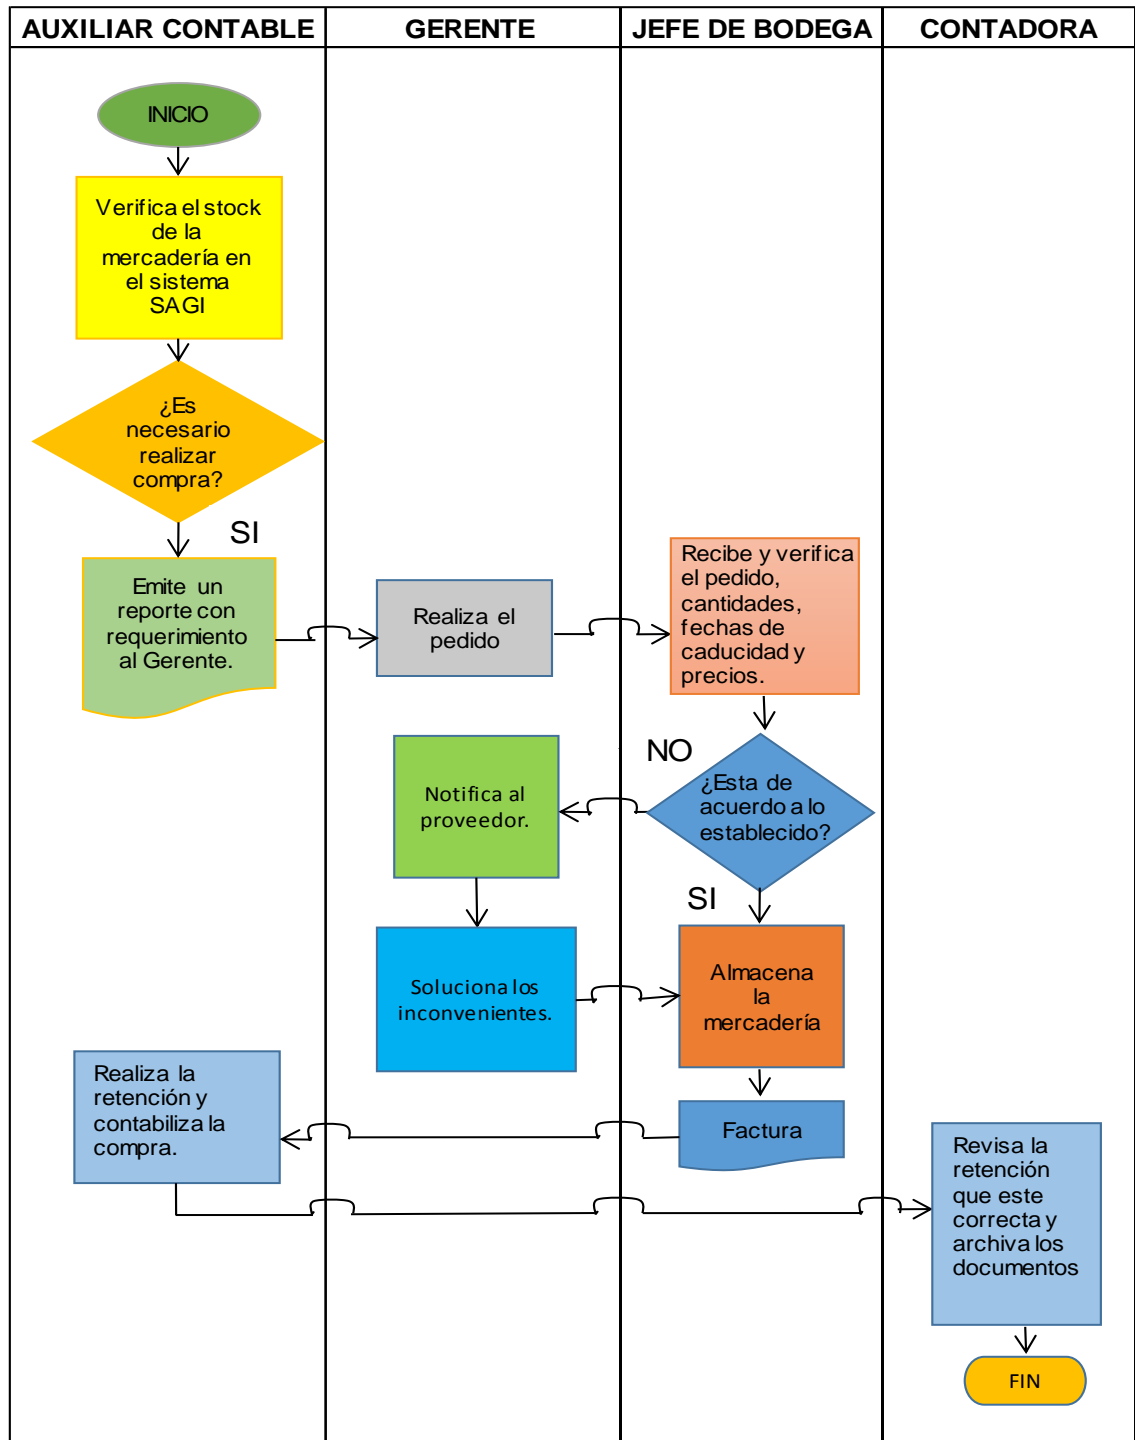 AUXILIAR CONTABLE
GERENTE
JEFE DE BODEGA
CONTADORA
INICIO
Verifica el stock
de la
mercadería en
el sistema
SAGI
¿Es
necesario
realizar
compra?
SI
Emite un
reporte con
requerimiento
al Gerente.
Realiza el
pedido
Recibe y verifica
el pedido,
cantidades,
fechas de
caducidad y
precios.
NO
¿Esta de
acuerdo a lo
establecido?
Notifica al
proveedor.
SI
Soluciona los
inconvenientes.
Almacena
la
mercadería
Factura
Realiza la
retención y
contabiliza la
compra.
Revisa la
retención
que este
correcta y
archiva los
documentos
FIN